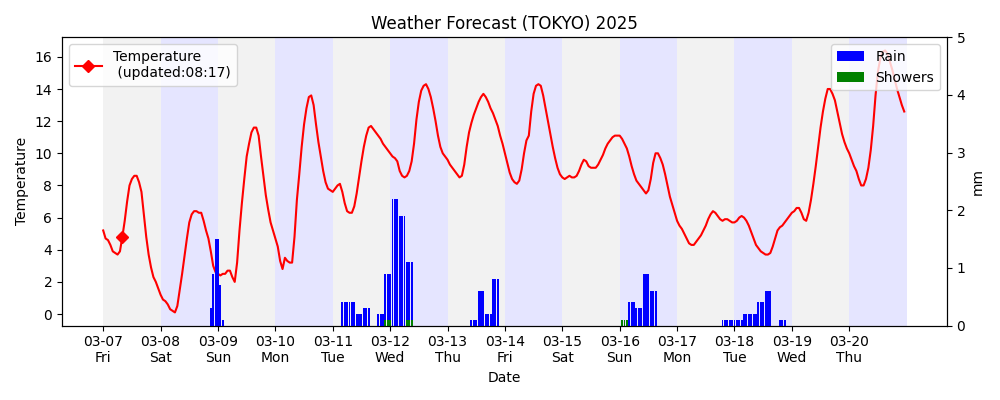 Weather Forecast (TOKYO) 2025
Temperature
(updated:08:17)
Rain
Showers
16
14
12
10
8
6
4
2
0
Temperature
5
4
3
2
1
0
mm
03-07 03-08 03-09 03-10 03-11 03-12 03-13 03-14 03-15 03-16 03-17 03-18 03-19 03-20
Fri Sat Sun Mon Tue Wed Thu Fri Sat Sun Mon Tue Wed Thu
Date